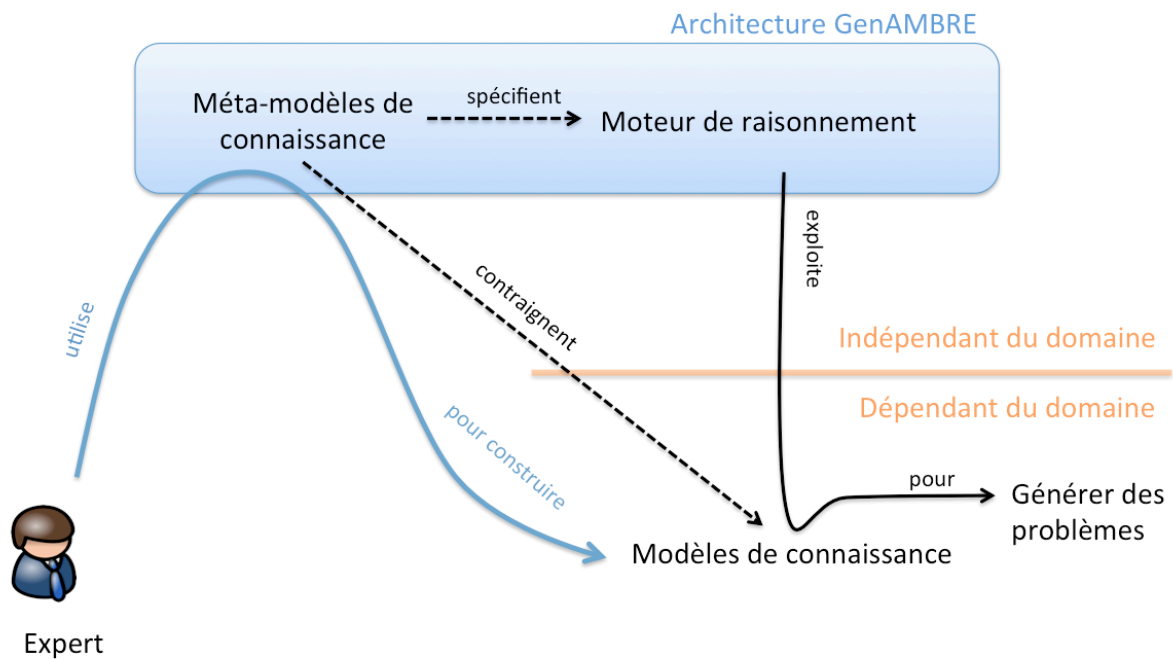 Architecture GenAMBRE
Méta-modèles de
connaissance
spécifient
Moteur de raisonnement
exploite
contraignent
utilise
Indépendant du domaine
Dépendant du domaine
pour construire
pour
Générer des
problèmes
Modèles de connaissance
Expert